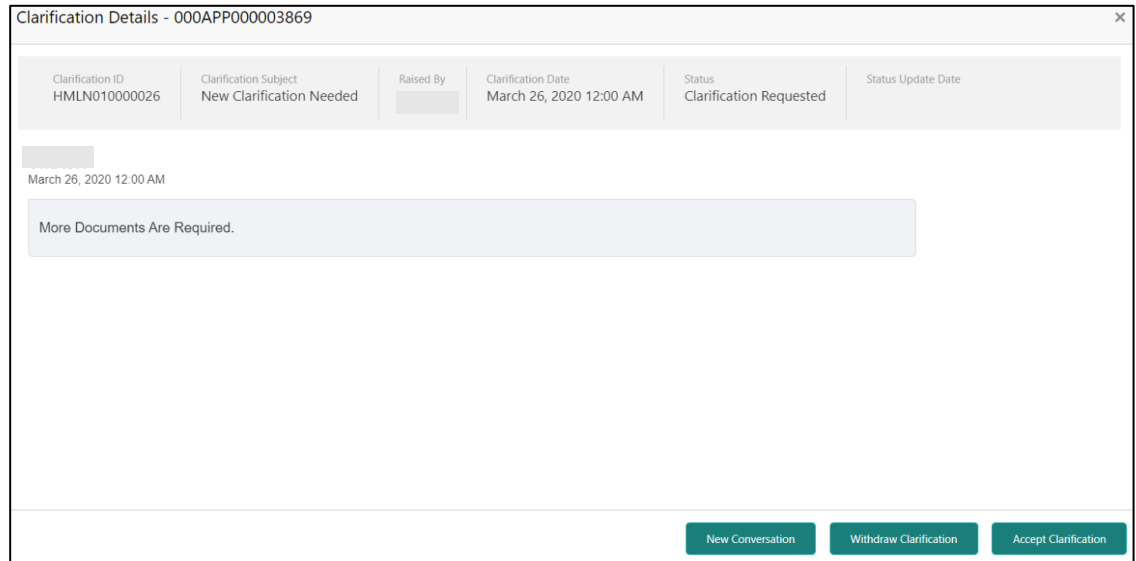 Clarification Details - 000APP000003869 ×
Clarification ID Clarification Subject Raised By Clarification Date Status Status Update Date
HMLN010000026 New Clarification Needed March 26, 2020 12:00 AM Clarification Requested
March 26, 2020 12:00 AM
More Documents Are Required.
New Conversation Withdraw Clarification Accept Clarification